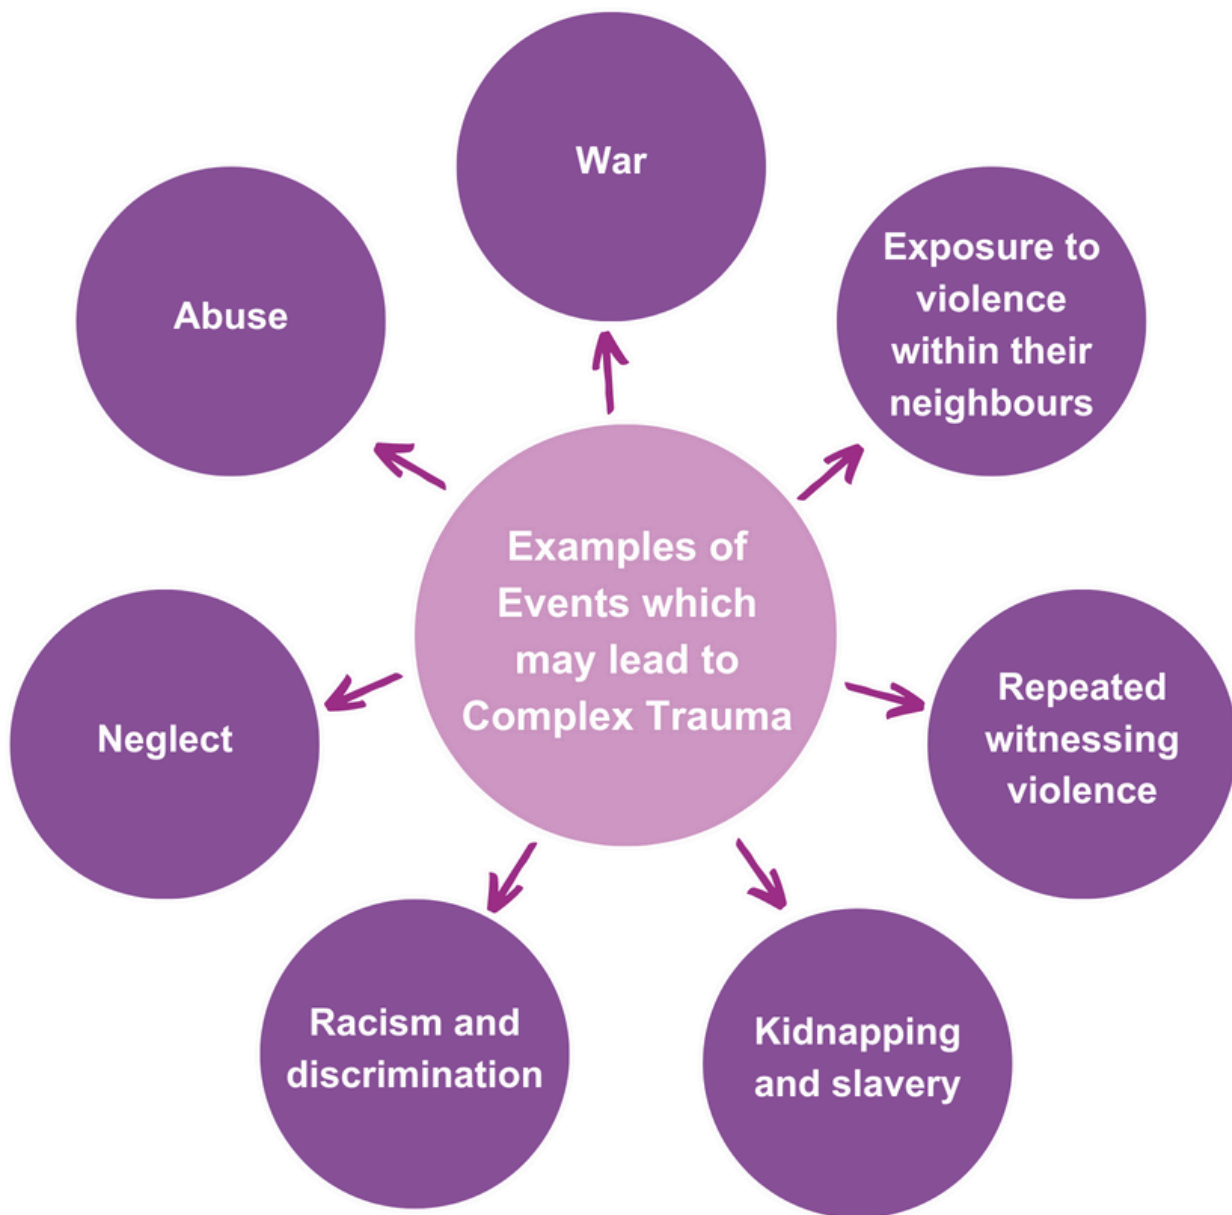 War
Abuse
Exposure to
violence
within their
neighbours
Examples of
Events which
may lead to
Complex Trauma
Neglect
Repeated
witnessing
violence
Racism and
discrimination
Kidnapping
and slavery